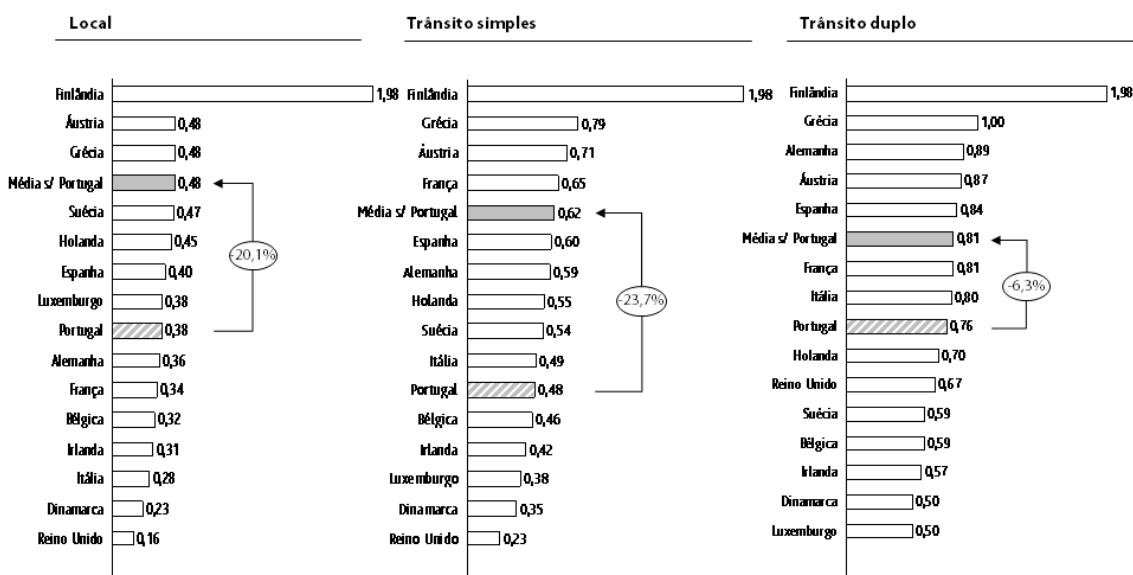 Local
Finlândia 1,98
Áustria 0,48
Grécia 0,48
Média s/ Portugal 0,48
Suécia 0,47
Holanda 0,45
Espanha 0,40
Luxemburgo 0,38
Portugal 0,38
Alemanha 0,36
França 0,34
Bélgica 0,32
Irlanda 0,31
Itália 0,28
Dinamarca 0,23
Reino Unido 0,16
-20,1%
Trânsito simples
Finlândia 1,98
Grécia 0,79
Áustria 0,71
França 0,65
Média s/ Portugal 0,62
Espanha 0,60
Alemanha 0,59
Holanda 0,55
Suécia 0,54
Itália 0,49
Portugal 0,48
Bélgica 0,46
Irlanda 0,42
Luxemburgo 0,38
Dinamarca 0,35
Reino Unido 0,23
-23,7%
Trânsito duplo
Finlândia 1,98
Grécia 1,00
Alemanha 0,89
Áustria 0,87
Espanha 0,84
Média s/ Portugal 0,81
França 0,81
Itália 0,80
Portugal 0,76
Holanda 0,70
Reino Unido 0,67
Suécia 0,59
Bélgica 0,59
Irlanda 0,57
Dinamarca 0,50
Luxemburgo 0,50
-6,3%